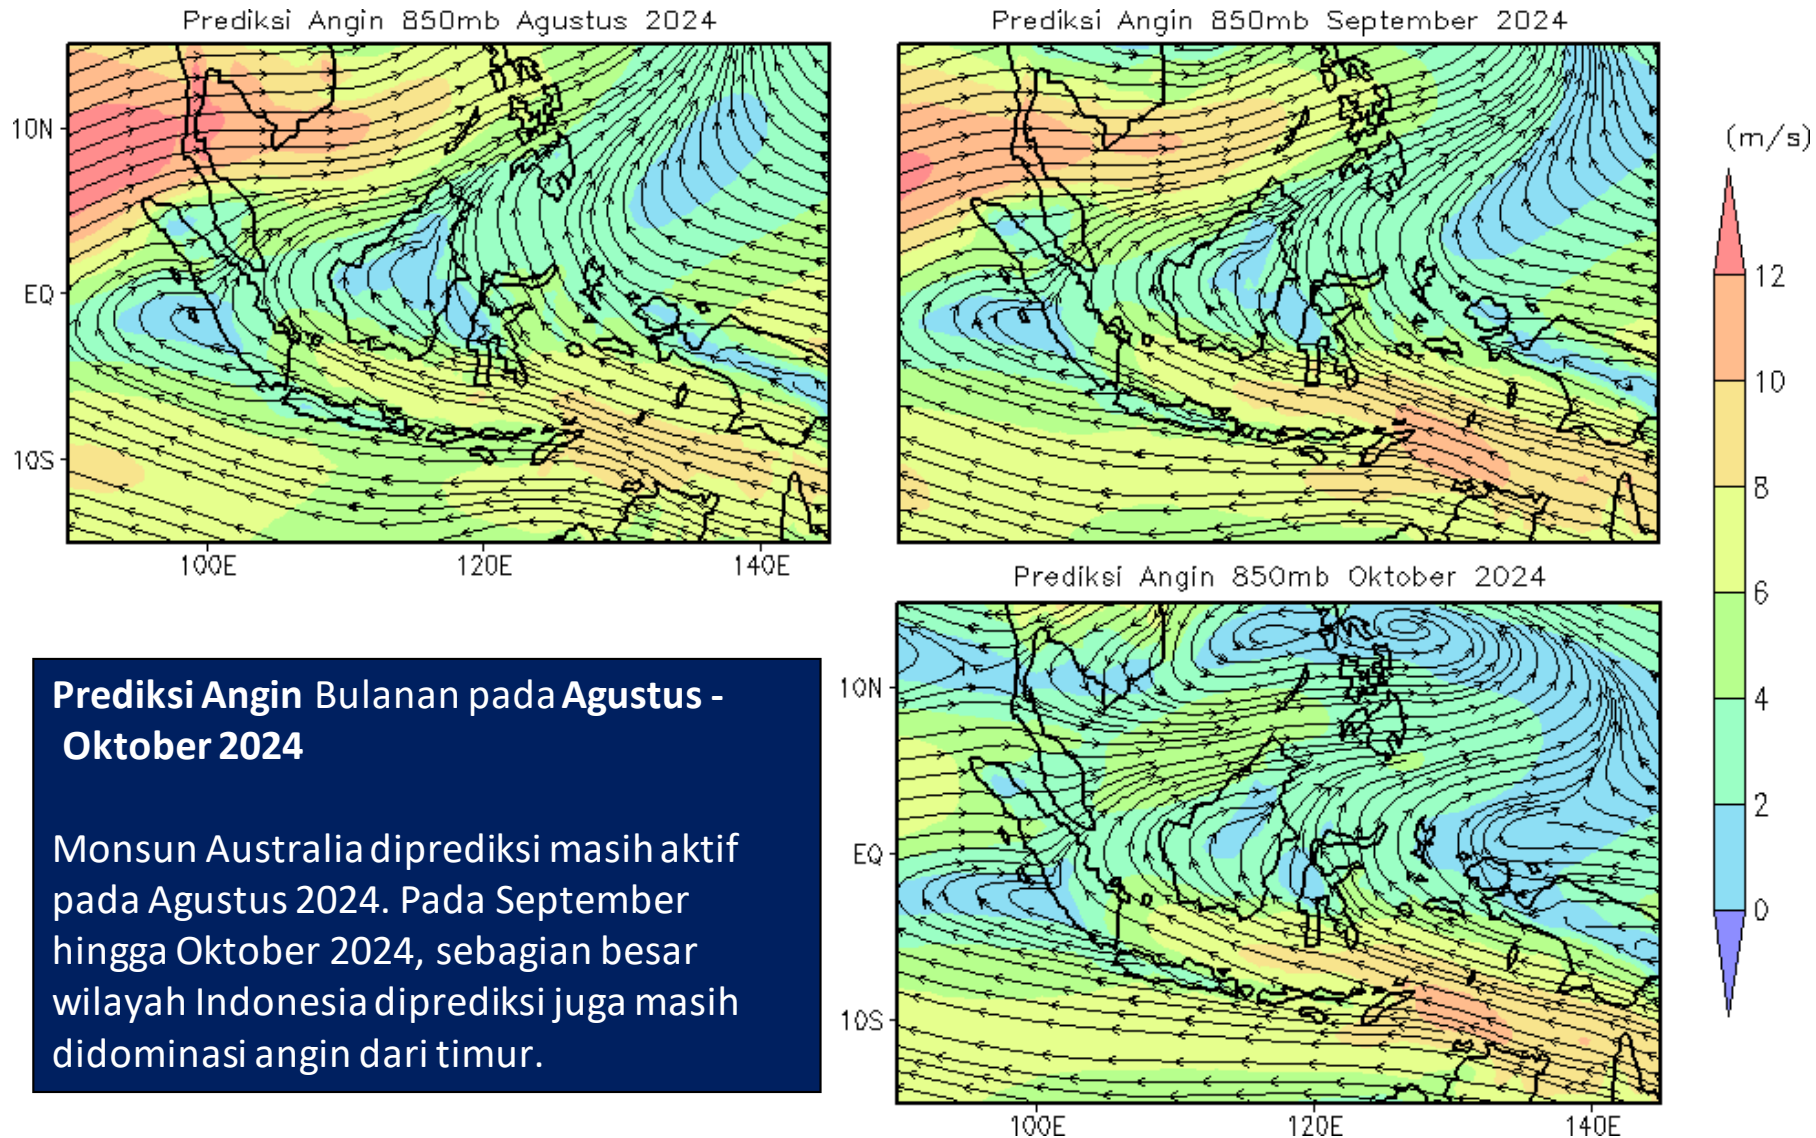 Prediksi Angin 850mb Agustus 2024
10N
EQ
10S
100E 120E 140E
Prediksi Angin 850mb September 2024
(m/s)
12
10
8
6
4
2
0
Prediksi Angin 850mb Oktober 2024
10N
EQ
10S
100E 120E 140E
Prediksi Angin Bulanan pada Agustus -
Oktober 2024
Monsun Australia diprediksi masih aktif
pada Agustus 2024. Pada September
hingga Oktober 2024, sebagian besar
wilayah Indonesia diprediksi juga masih
didominasi angin dari timur.